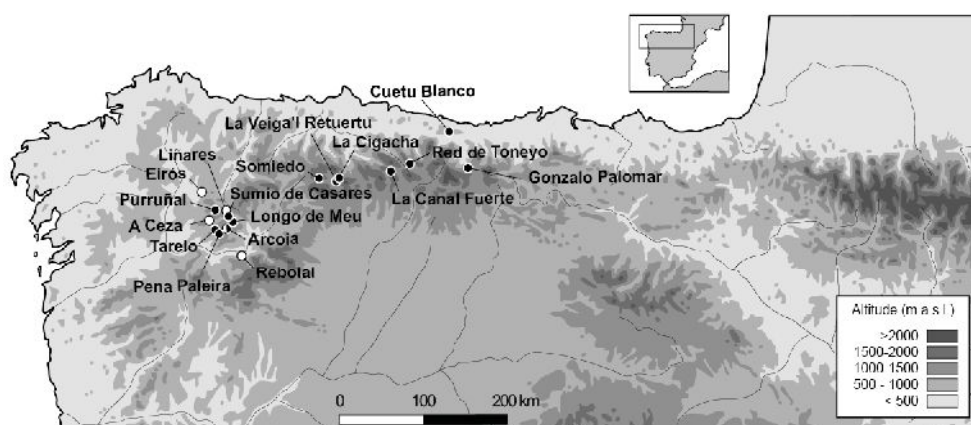 Cuetu Blanco
La Veiga'l Retuertu
La Cigacha
Liñares
Somiedo
Red de Toneyo
Eirós
Gonzalo Palomar
Purruñal
Sumio de Casares
La Canal Fuerte
A Ceza
Longo de Meu
Tarelo
Arcoia
Rebolal
Pena Paleira
Altitude (m a s l)
>2000
1500-2000
1000-1500
500 - 1000
< 500
0 100 200 km